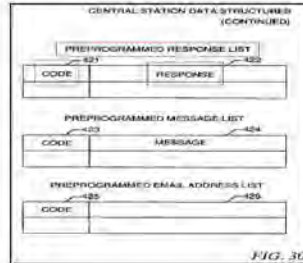 CENTRAL STATION DATA STRUCTURES
(CONTINUED)
PREPROGRAMMED RESPONSE LIST
421 422
CODE RESPONSE
PREPROGRAMMED MESSAGE LIST
423 424
CODE MESSAGE
PREPROGRAMMED EMAIL ADDRESS LIST
425 426
CODE
FIG. 30